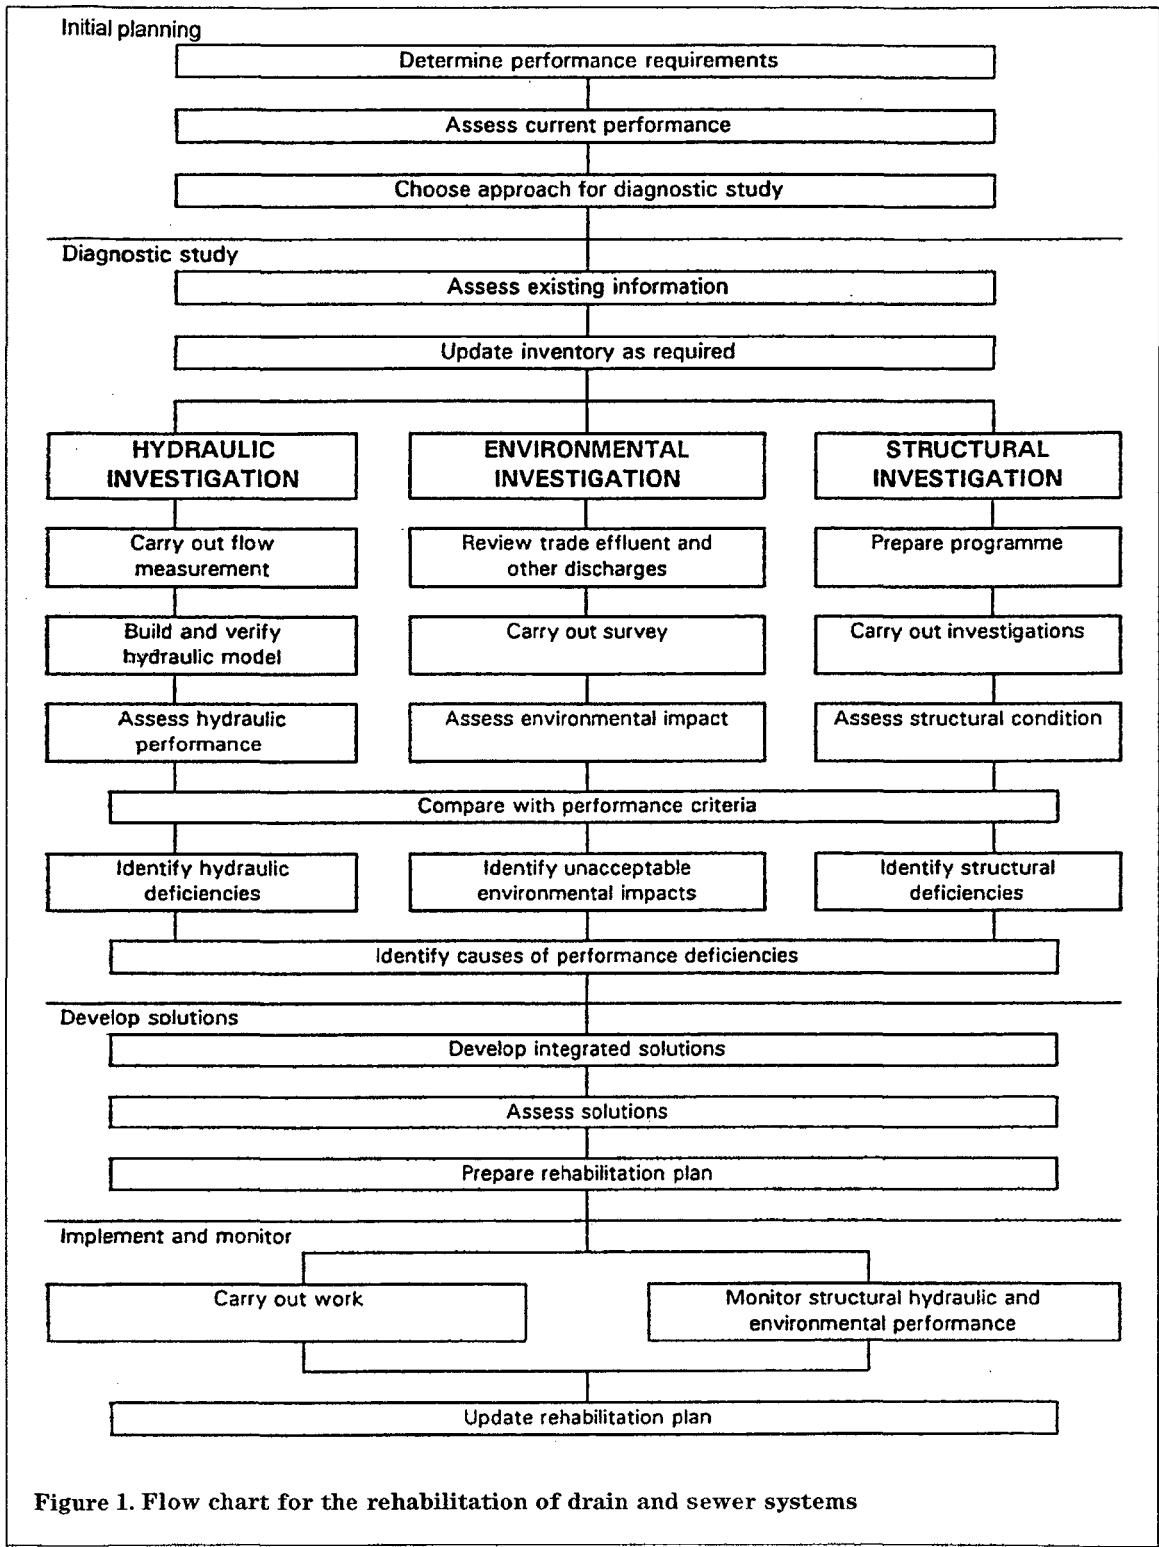 Initial planning
Determine performance requirements
Assess current performance
Choose approach for diagnostic study
Diagnostic study
Assess existing information
Update inventory as required
HYDRAULIC
INVESTIGATION
ENVIRONMENTAL
INVESTIGATION
STRUCTURAL
INVESTIGATION
Carry out flow
measurement
Review trade effluent and
other discharges
Prepare programme
Build and verify
hydraulic model
Carry out survey
Carry out investigations
Assess hydraulic
performance
Assess environmental impact
Assess structural condition
Compare with performance criteria
Identify hydraulic
deficiencies
Identify unacceptable
environmental impacts
Identify structural
deficiencies
Identify causes of performance deficiencies
Develop solutions
Develop integrated solutions
Assess solutions
Prepare rehabilitation plan
Implement and monitor
Carry out work
Monitor structural hydraulic and
environmental performance
Update rehabilitation plan
Figure 1. Flow chart for the rehabilitation of drain and sewer systems